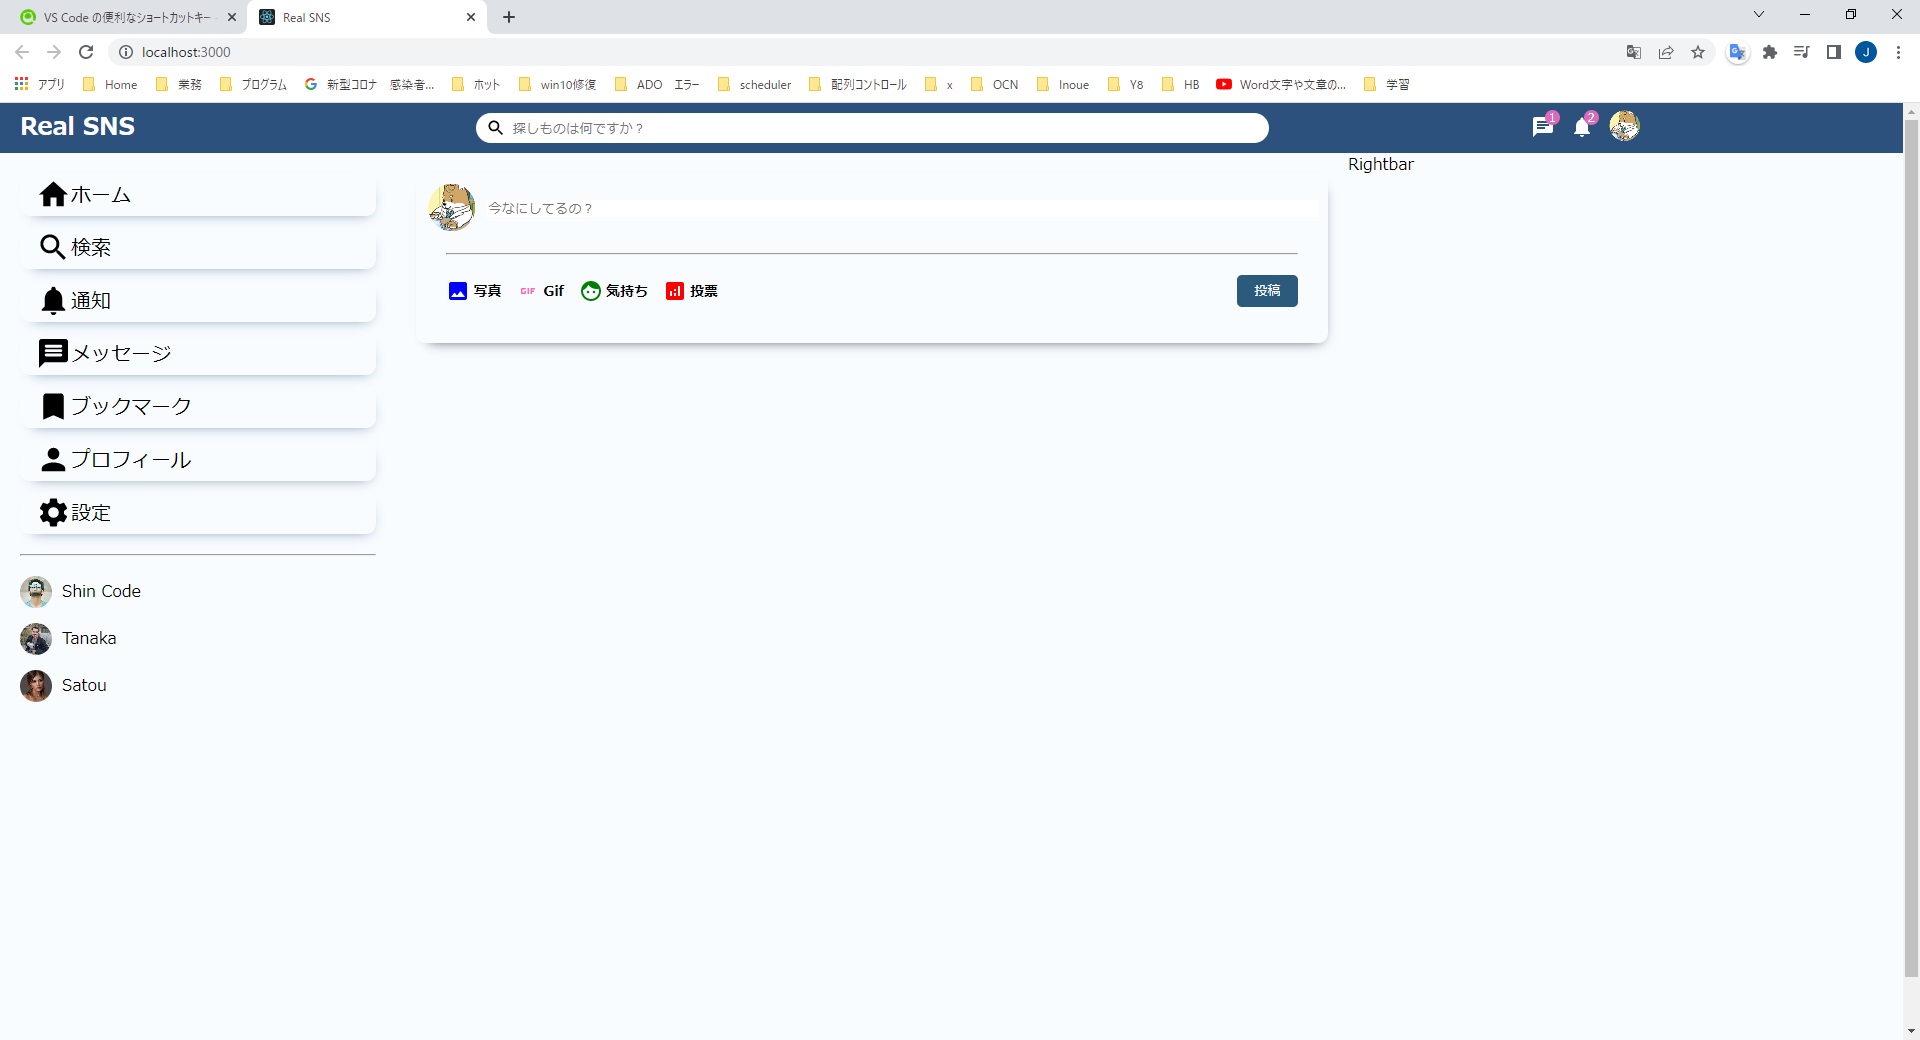 VS Code の便利なショートカットキー
Real SNS
localhost:3000
アプリ
Home
業務
プログラム
新型コロナ 感染者...
ホット
win10修復
ADO エラー
scheduler
配列コントロール
x
OCN
Inoue
Y8
HB
Word文字や文章の...
学習
J
Real SNS
探しものは何ですか？
1
2
ホーム
検索
通知
メッセージ
ブックマーク
プロフィール
設定
Shin Code
Tanaka
Satou
今なにしてるの？
写真
GIF
Gif
気持ち
投票
投稿
Rightbar